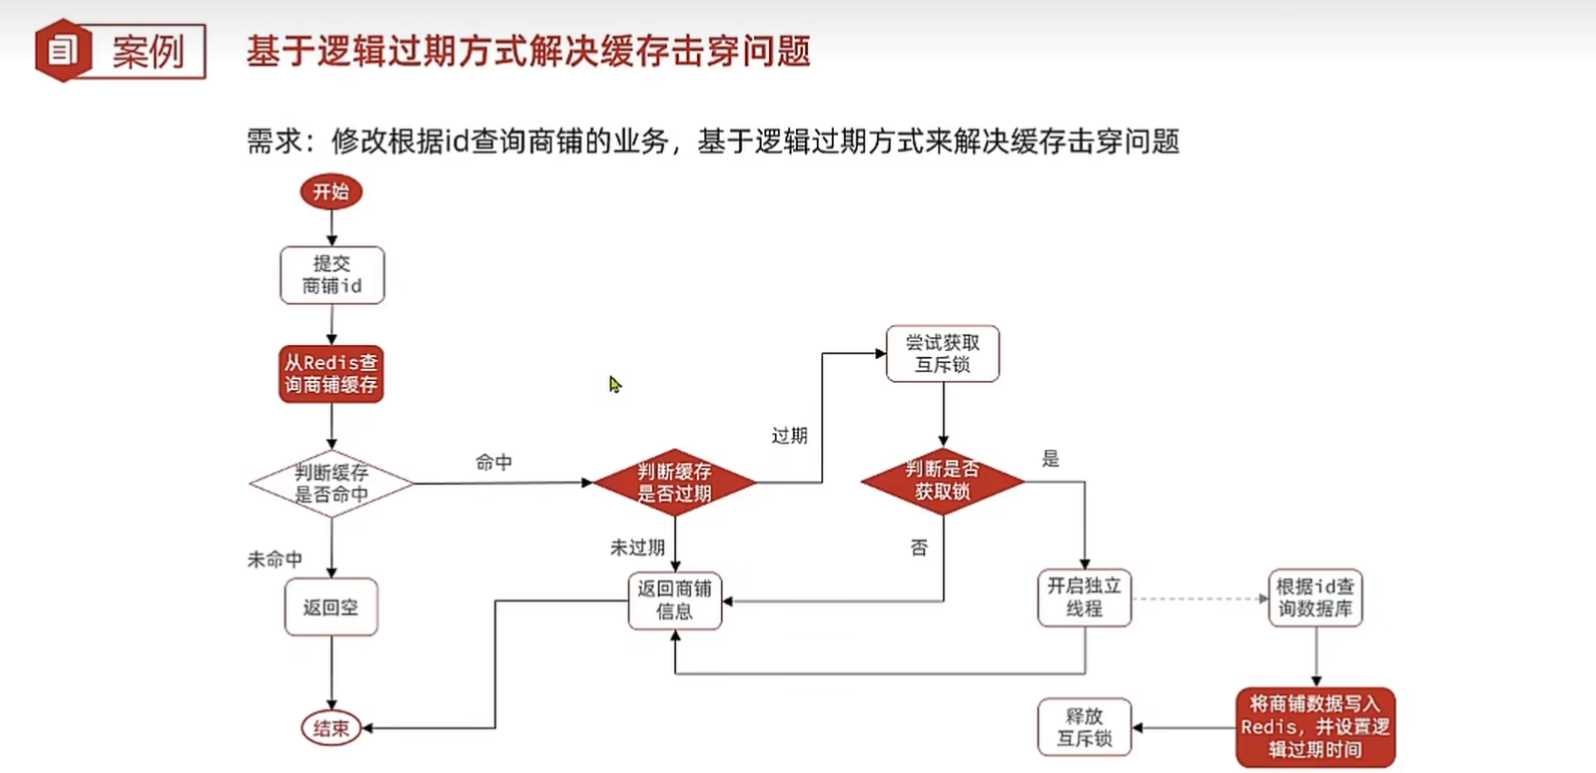 案例
基于逻辑过期方式解决缓存击穿问题
需求：修改根据id查询商铺的业务，基于逻辑过期方式来解决缓存击穿问题
开始
提交
商铺id
从Redis查
询商铺缓存
判断缓存
是否命中
命中
未命中
返回空
结束
判断缓存
是否过期
过期
未过期
返回商铺
信息
尝试获取
互斥锁
判断是否
获取锁
是
否
开启独立
线程
根据id查
询数据库
将商铺数据写入
Redis，并设置逻
辑过期时间
释放
互斥锁